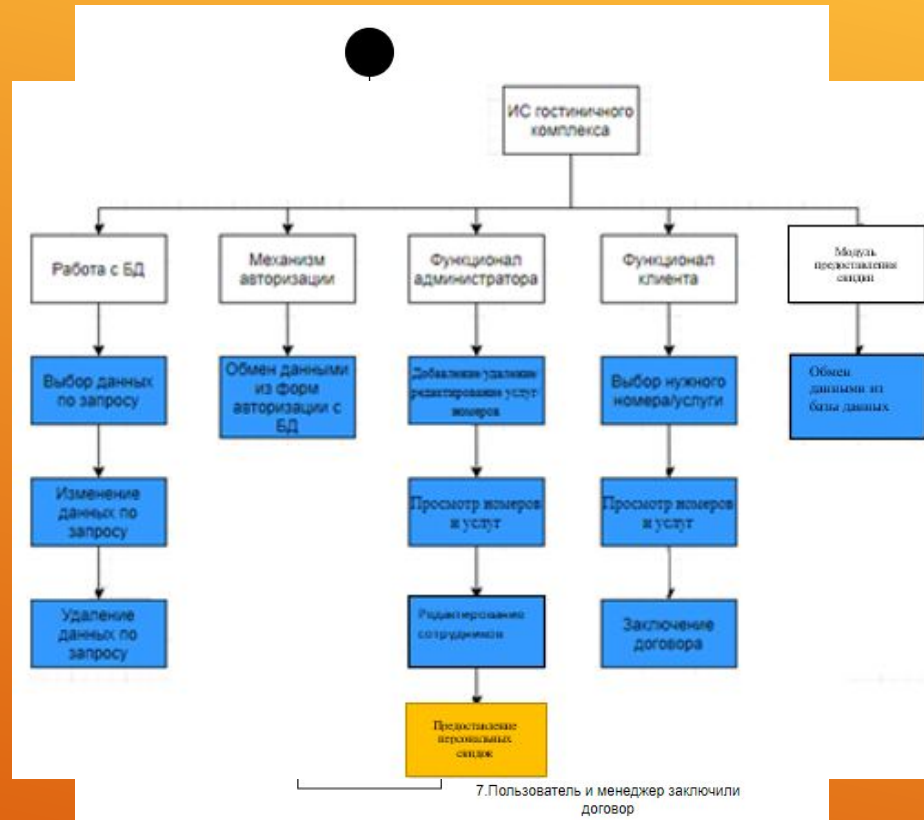 ИС гостиничного
комплекса
Работа с БД
Механизм
авторизации
Функционал
администратора
Функционал
клиента
Модуль
предоставления
скидки
Выбор данных
по запросу
Обмен данными
из форм
авторизации с
БД
Добавление удаление
редактирование услуг
номеров
Выбор нужного
номера/услуги
Обмен
данными из
базы данных
Изменение
данных по
запросу
Просмотр номеров
и услуг
Просмотр номеров
и услуг
Удаление
данных по
запросу
Редактирование
сотрудников
Заключение
договора
Предоставление
персональных
скидок
7.Пользователь и менеджер заключили
договор